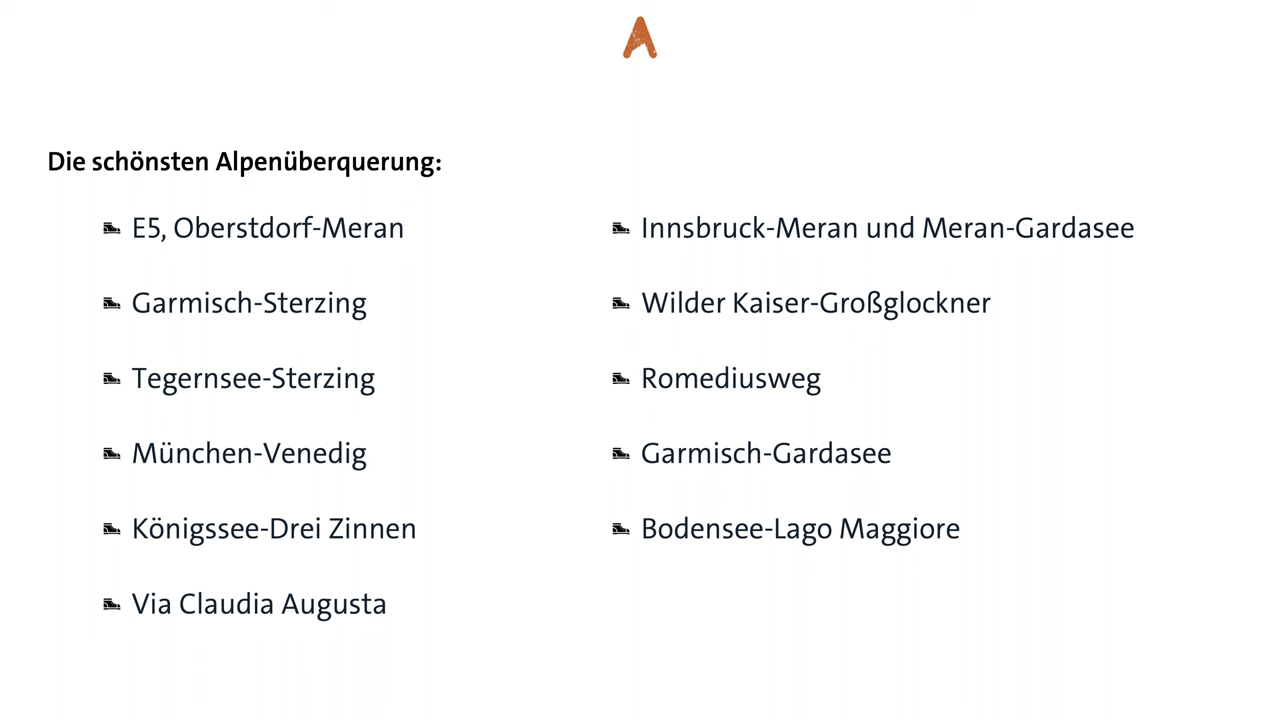 Die schönsten Alpenüberquerung:
E5, Oberstdorf-Meran
Garmisch-Sterzing
Tegernsee-Sterzing
München-Venedig
Königssee-Drei Zinnen
Via Claudia Augusta
Innsbruck-Meran und Meran-Gardasee
Wilder Kaiser-Großglockner
Romediusweg
Garmisch-Gardasee
Bodensee-Lago Maggiore